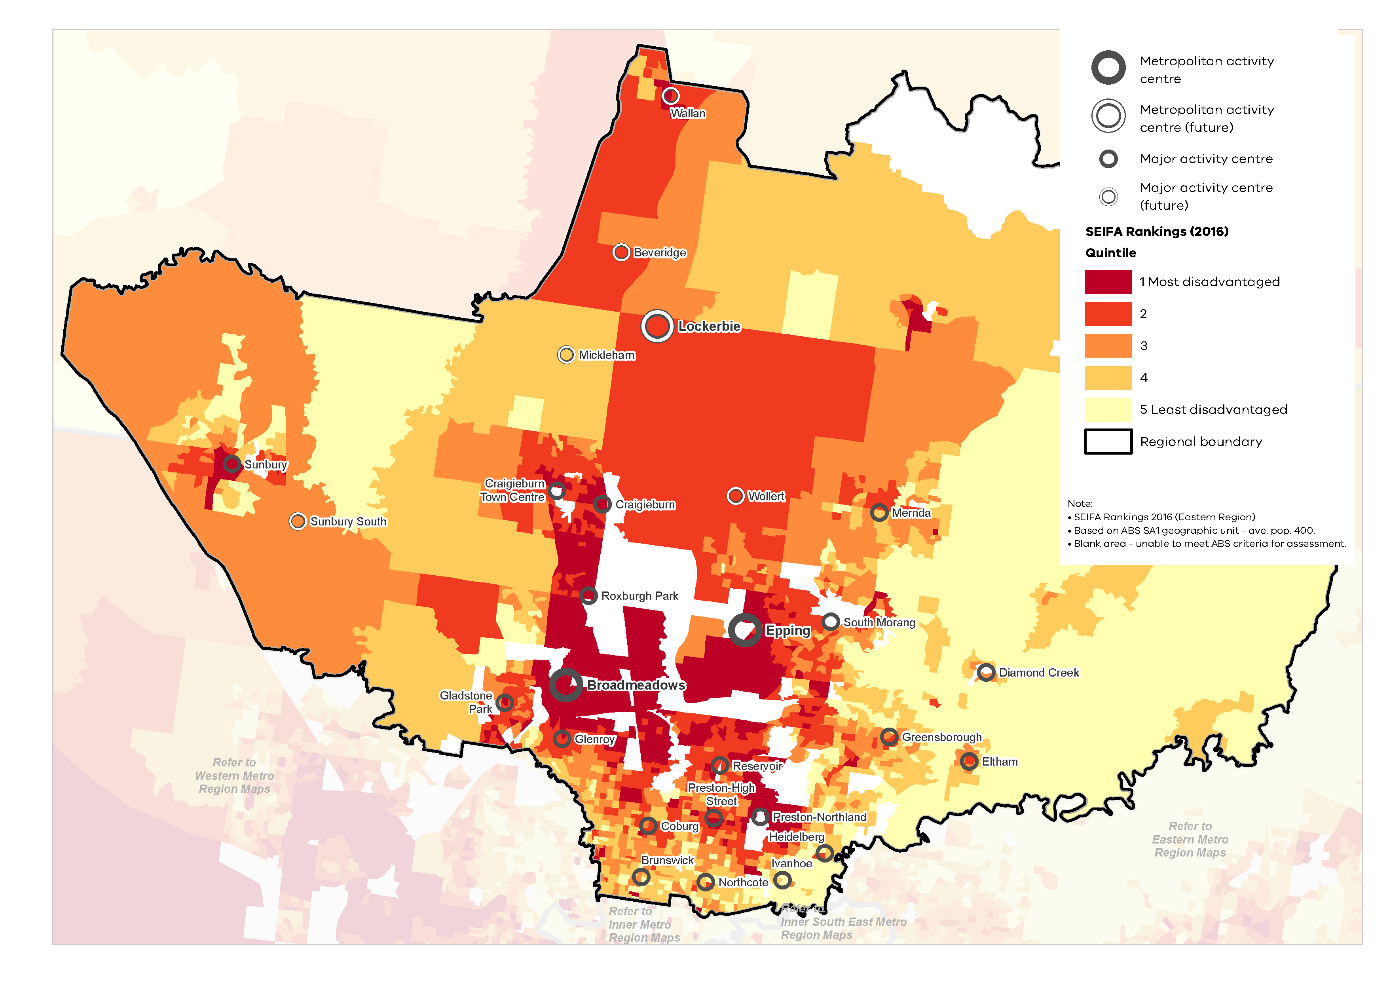 Metropolitan activity
centre
Metropolitan activity
centre (future)
Major activity centre
Major activity centre
(future)
SEIFA Rankings (2016)
Quintile
1 Most disadvantaged
2
3
4
5 Least disadvantaged
Regional boundary
Note:
• SEIFA Rankings 2016 (Eastern Region)
• Based on ABS SA1 geographic unit – ave. pop. 400.
• Blank area – unable to meet ABS criteria for assessment.
Wallan
Beveridge
Lockerbie
Mickleham
Sunbury
Craigieburn
Town Centre
Craigieburn
Wollert
Mernda
Sunbury South
Roxburgh Park
Epping
South Morang
Diamond Creek
Broadmeadows
Gladstone
Park
Glenroy
Greensborough
Eltham
Reservoir
Refer to
Western Metro
Region Maps
Preston-High
Street
Coburg
Preston-Northland
Heidelberg
Refer to
Eastern Metro
Region Maps
Brunswick
Ivanhoe
Northcote
Refer to
Inner Metro
Region Maps
Refer to
Inner South East Metro
Region Maps